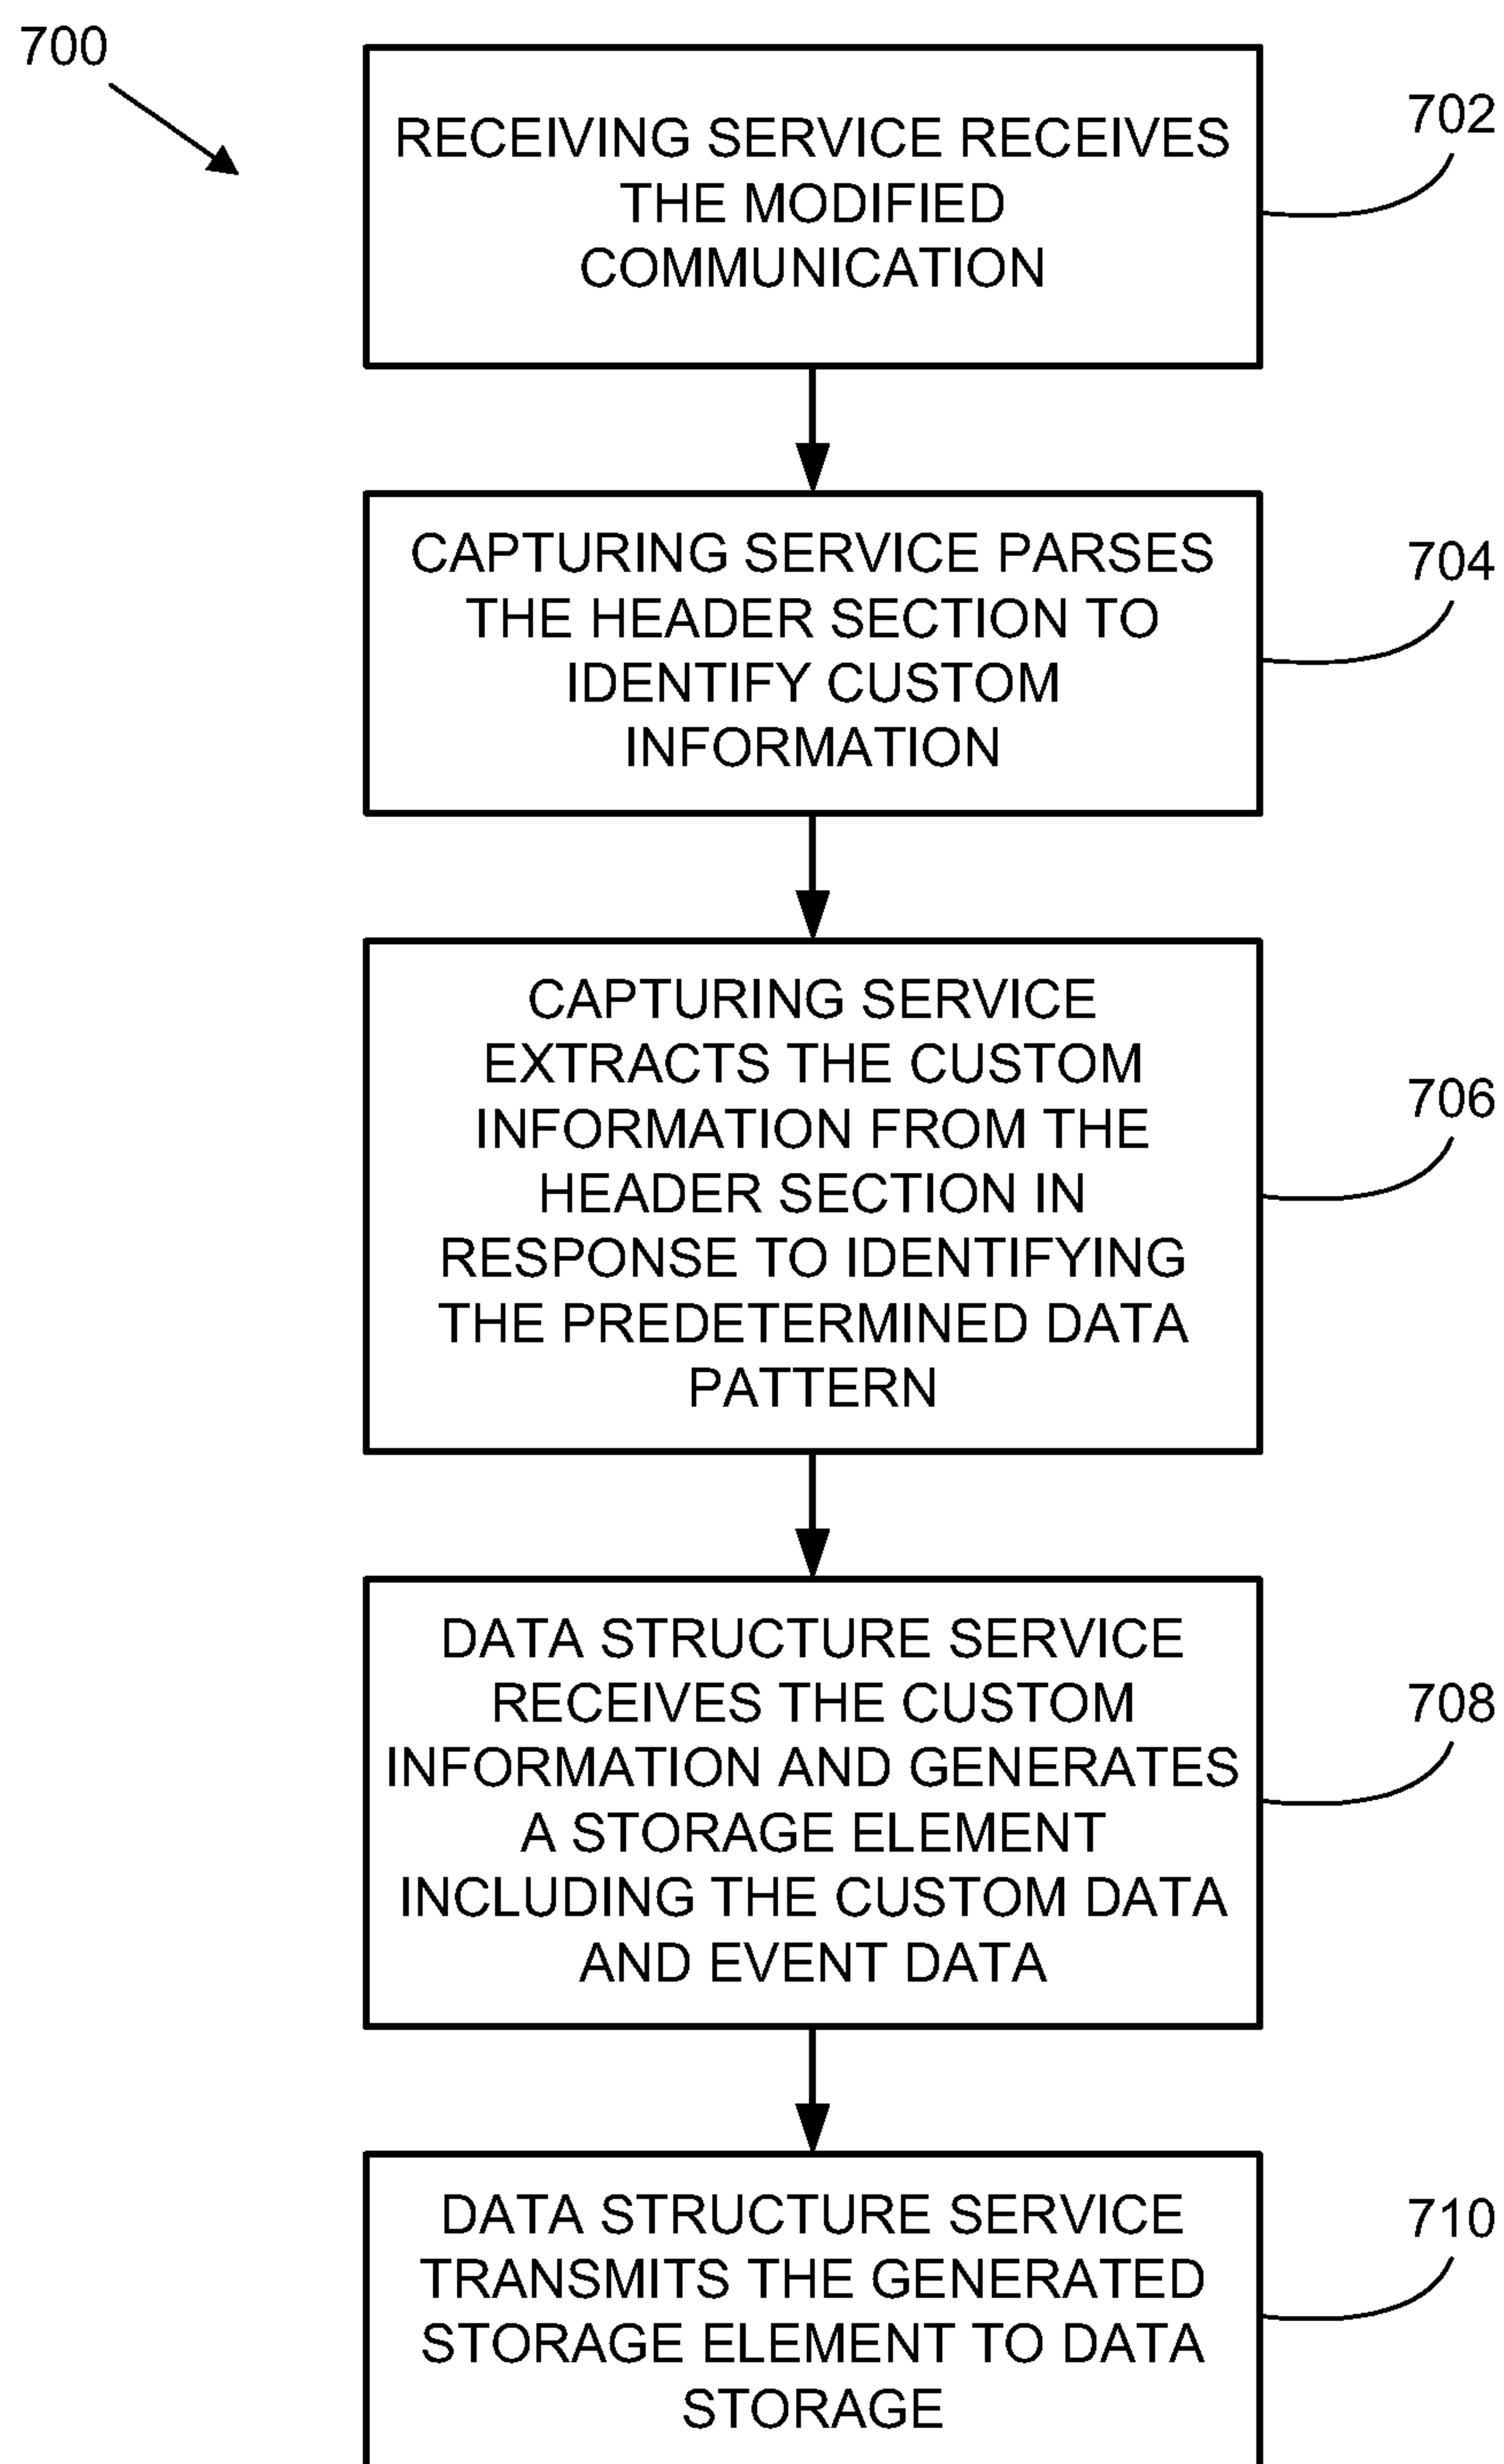 700
RECEIVING SERVICE RECEIVES
THE MODIFIED
COMMUNICATION
702
CAPTURING SERVICE PARSES
THE HEADER SECTION TO
IDENTIFY CUSTOM
INFORMATION
704
CAPTURING SERVICE
EXTRACTS THE CUSTOM
INFORMATION FROM THE
HEADER SECTION IN
RESPONSE TO IDENTIFYING
THE PREDETERMINED DATA
PATTERN
706
DATA STRUCTURE SERVICE
RECEIVES THE CUSTOM
INFORMATION AND GENERATES
A STORAGE ELEMENT
INCLUDING THE CUSTOM DATA
AND EVENT DATA
708
DATA STRUCTURE SERVICE
TRANSMITS THE GENERATED
STORAGE ELEMENT TO DATA
STORAGE
710